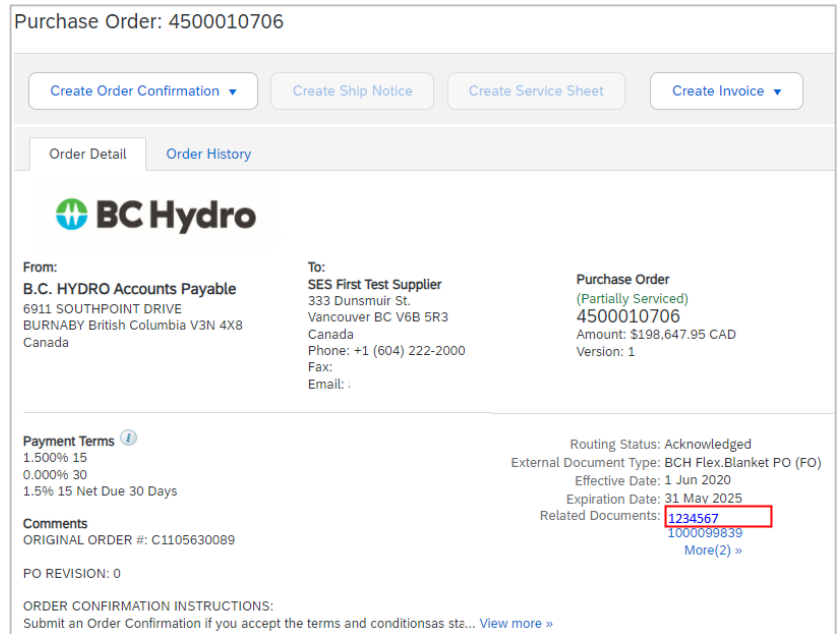 Purchase Order: 4500010706
Create Order Confirmation ▼
Create Ship Notice
Create Service Sheet
Create Invoice ▼
Order Detail
Order History
BC Hydro
From:
B.C. HYDRO Accounts Payable
6911 SOUTHPOINT DRIVE
BURNABY British Columbia V3N 4X8
Canada
To:
SES First Test Supplier
333 Dunsmuir St.
Vancouver BC V6B 5R3
Canada
Phone: +1 (604) 222-2000
Fax:
Email:
Purchase Order
(Partially Serviced)
4500010706
Amount: $198,647.95 CAD
Version: 1
Payment Terms i
1.500% 15
0.000% 30
1.5% 15 Net Due 30 Days
Comments
ORIGINAL ORDER #: C1105630089
PO REVISION: 0
ORDER CONFIRMATION INSTRUCTIONS:
Submit an Order Confirmation if you accept the terms and conditionsas sta... View more »
Routing Status: Acknowledged
External Document Type: BCH Flex.Blanket PO (FO)
Effective Date: 1 Jun 2020
Expiration Date: 31 May 2025
Related Documents: 1234567
1000099839
More(2) »